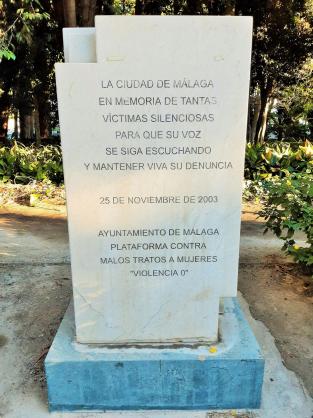 LA CIUDAD DE MÁLAGA
EN MEMORIA DE TANTAS
VÍCTIMAS SILENCIOSAS
PARA QUE SU VOZ
SE SIGA ESCUCHANDO
Y MANTENER VIVA SU DENUNCIA
25 DE NOVIEMBRE DE 2003
AYUNTAMIENTO DE MÁLAGA
PLATAFORMA CONTRA
MALOS TRATOS A MUJERES
"VIOLENCIA 0"